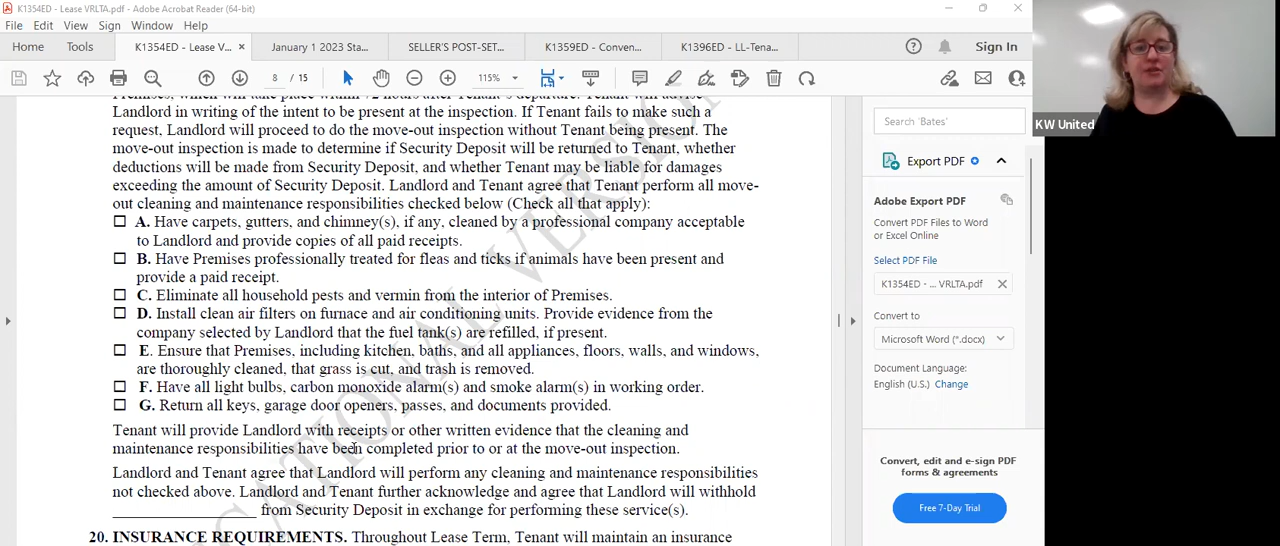 K1354ED - Lease VRLTA.pdf - Adobe Acrobat Reader (64-bit)
File Edit View Sign Window Help
Home Tools K1354ED - Lease V... × January 1 2023 Sta... SELLER'S POST-SET... K1359ED - Conven... K1396ED - LL-Tena... Sign In
8 / 15 115%
Landlord in writing of the intent to be present at the inspection. If Tenant fails to make such a
request, Landlord will proceed to do the move-out inspection without Tenant being present. The
move-out inspection is made to determine if Security Deposit will be returned to Tenant, whether
deductions will be made from Security Deposit, and whether Tenant may be liable for damages
exceeding the amount of Security Deposit. Landlord and Tenant agree that Tenant perform all move-
out cleaning and maintenance responsibilities checked below (Check all that apply):
☐ A. Have carpets, gutters, and chimney(s), if any, cleaned by a professional company acceptable
to Landlord and provide copies of all paid receipts.
☐ B. Have Premises professionally treated for fleas and ticks if animals have been present and
provide a paid receipt.
☐ C. Eliminate all household pests and vermin from the interior of Premises.
☐ D. Install clean air filters on furnace and air conditioning units. Provide evidence from the
company selected by Landlord that the fuel tank(s) are refilled, if present.
☐ E. Ensure that Premises, including kitchen, baths, and all appliances, floors, walls, and windows,
are thoroughly cleaned, that grass is cut, and trash is removed.
☐ F. Have all light bulbs, carbon monoxide alarm(s) and smoke alarm(s) in working order.
☐ G. Return all keys, garage door openers, passes, and documents provided.
Tenant will provide Landlord with receipts or other written evidence that the cleaning and
maintenance responsibilities have been completed prior to or at the move-out inspection.
Landlord and Tenant agree that Landlord will perform any cleaning and maintenance responsibilities
not checked above. Landlord and Tenant further acknowledge and agree that Landlord will withhold
________________ from Security Deposit in exchange for performing these service(s).
20. INSURANCE REQUIREMENTS. Throughout Lease Term, Tenant will maintain an insurance
Search 'Bates'
Export PDF
Adobe Export PDF
Convert PDF Files to Word
or Excel Online
Select PDF File
K1354ED - ... VRLTA.pdf
Convert to
Microsoft Word (*.docx)
Document Language:
English (U.S.) Change
Convert, edit and e-sign PDF
forms & agreements
Free 7-Day Trial
KW United